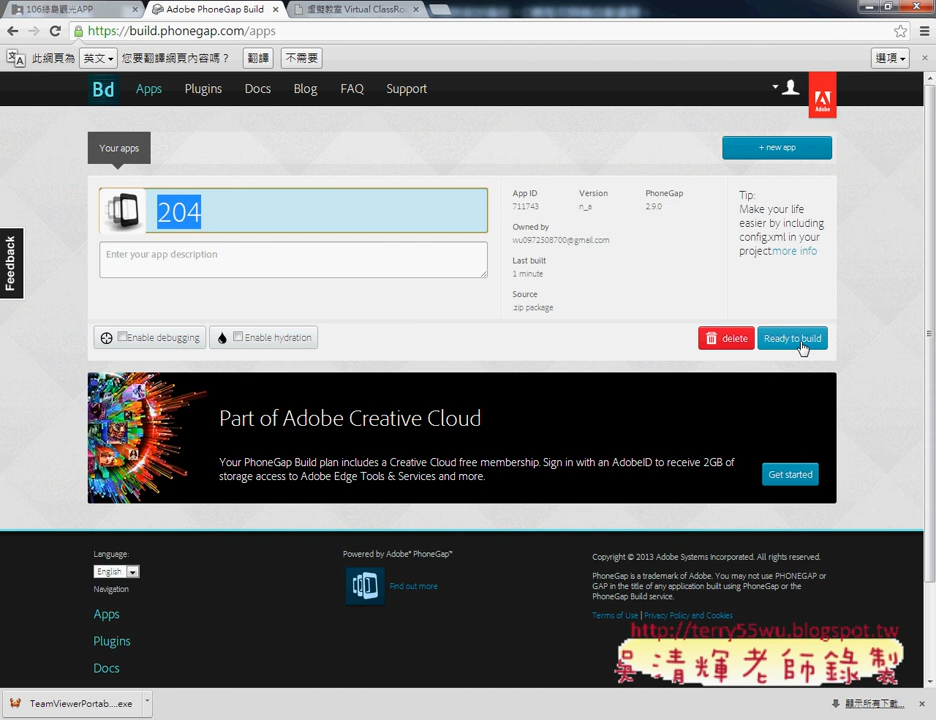 106綠島觀光APP
Adobe PhoneGap Build
虛擬教室 Virtual ClassRo
https://build.phonegap.com/apps
此網頁為 英文 您要翻譯網頁內容嗎？ 翻譯 不需要 選項
Bd Apps Plugins Docs Blog FAQ Support
Adobe
Your apps
+ new app
204
Enter your app description
App ID
711743
Version
n_a
PhoneGap
2.9.0
Owned by
wu0972508700@gmail.com
Last built
1 minute
Source
.zip package
Tip:
Make your life
easier by including
config.xml in your
project.more info
Feedback
Enable debugging
Enable hydration
delete
Ready to build
Part of Adobe Creative Cloud
Your PhoneGap Build plan includes a Creative Cloud free membership. Sign in with an AdobeID to receive 2GB of
storage access to Adobe Edge Tools & Services and more.
Get started
Language:
English
Navigation
Apps
Plugins
Docs
Powered by Adobe® PhoneGap™
Find out more
Copyright © 2013 Adobe Systems Incorporated. All rights reserved.
PhoneGap is a trademark of Adobe. You may not use PHONEGAP or
GAP in the title of any application built using PhoneGap or the
PhoneGap Build service.
Terms of Use | Privacy Policy and Cookies
http://terry55wu.blogspot.tw
吳清輝老師錄製
TeamViewerPortab....exe
顯示所有下載...